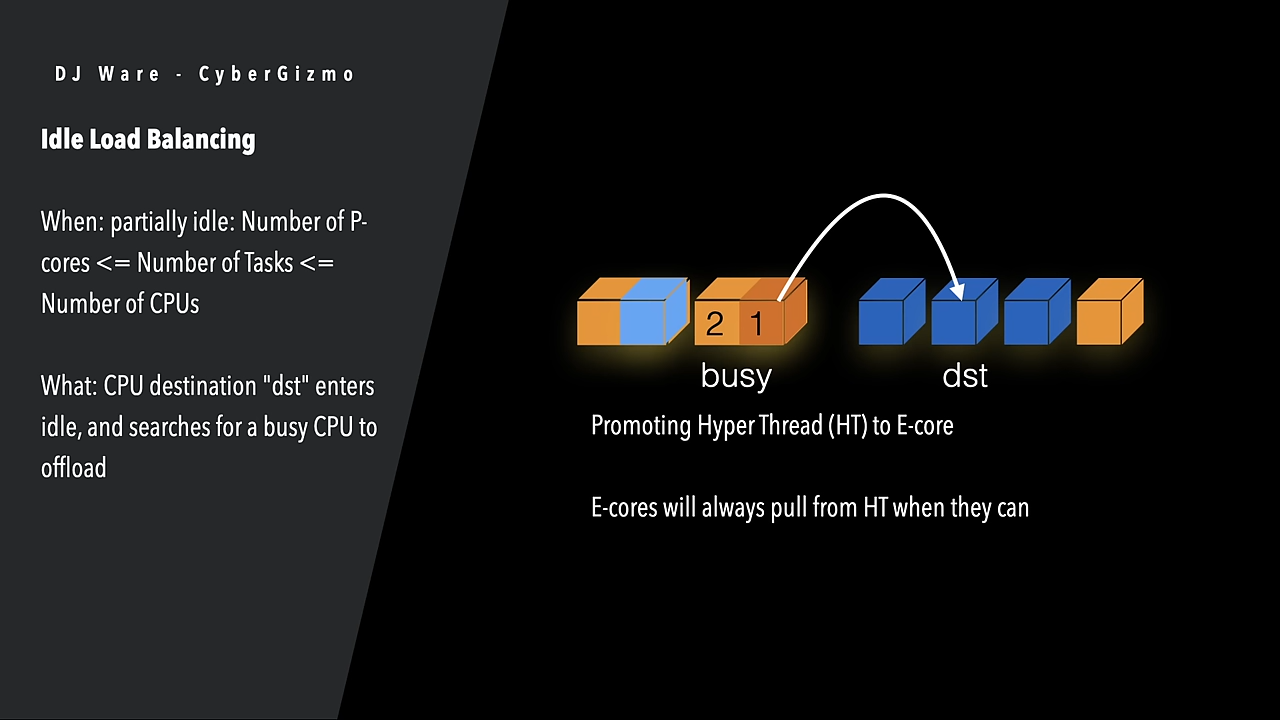 DJ Ware - CyberGizmo
Idle Load Balancing
When: partially idle: Number of P-
cores <= Number of Tasks <=
Number of CPUs
What: CPU destination "dst" enters
idle, and searches for a busy CPU to
offload
2 1
busy
dst
Promoting Hyper Thread (HT) to E-core
E-cores will always pull from HT when they can